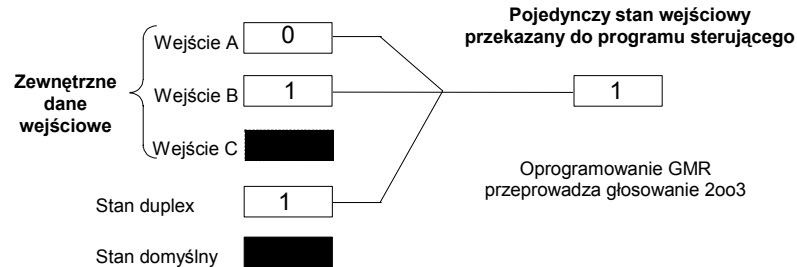 Pojedynczy stan wejściowy
przekazany do programu sterującego
Zewnętrzne
dane
wejściowe
Wejście A 0
Wejście B 1
1
Wejście C
Oprogramowanie GMR
przeprowadza głosowanie 2oo3
Stan duplex 1
Stan domyślny